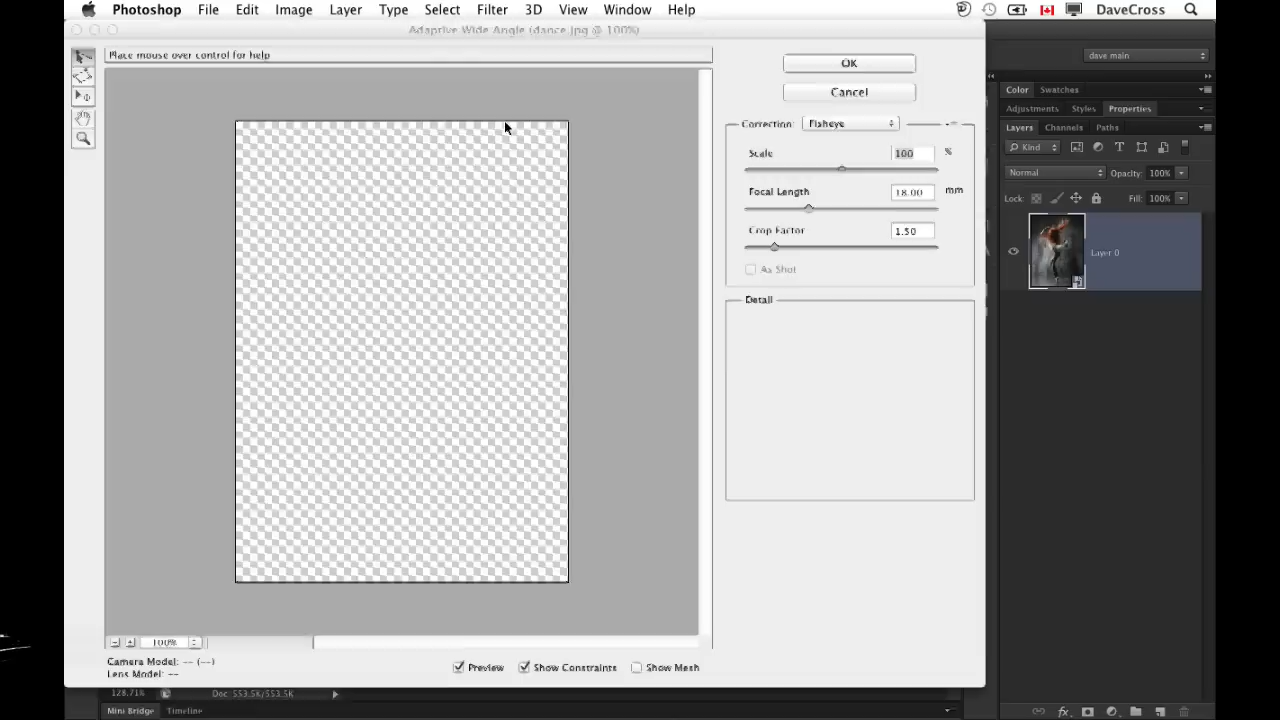 Photoshop File Edit Image Layer Type Select Filter 3D View Window Help DaveCross
Adaptive Wide Angle (dance.jpg @ 100%)
Place mouse over control for help
dave main
OK
Cancel
Color Swatches
Adjustments Styles Properties
Layers Channels Paths
Correction: Fisheye
Kind
Scale 100 %
Normal Opacity: 100%
Focal Length 18.00 mm
Lock: Fill: 100%
Crop Factor 1.50
Layer 0
As Shot
Detail
100%
Camera Model: -- (--)
Lens Model: --
Preview Show Constraints Show Mesh
128.71% Doc: 553.5K/553.5K
Mini Bridge Timeline
fx